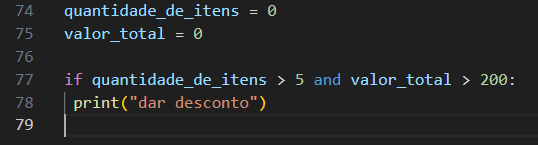 74 quantidade_de_itens = 0
75 valor_total = 0
76
77 if quantidade_de_itens > 5 and valor_total > 200:
78  print("dar desconto")
79